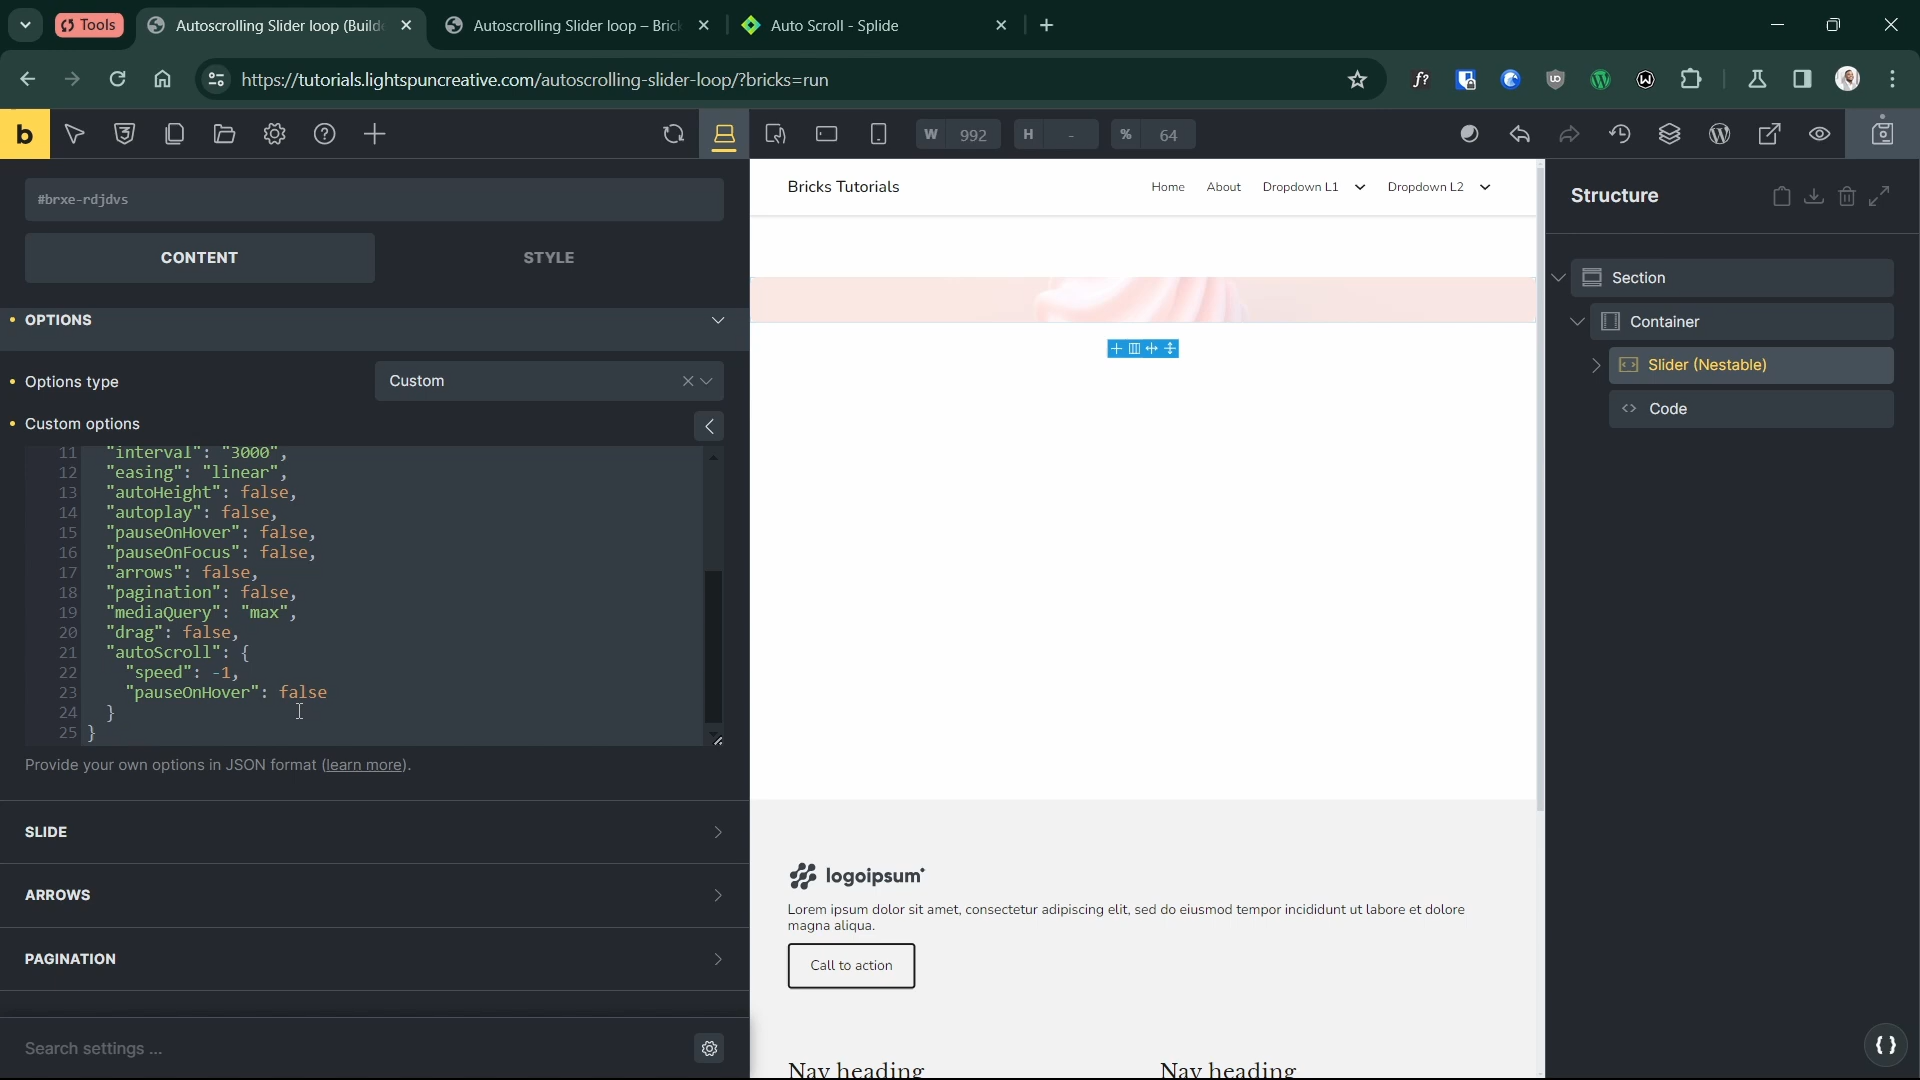 Tools
Autoscrolling Slider loop (Builde
Autoscrolling Slider loop – Brick
Auto Scroll - Splide
https://tutorials.lightspuncreative.com/autoscrolling-slider-loop/?bricks=run
b
W 992
H -
% 64
#brxe-rdjdvs
CONTENT
STYLE
OPTIONS
Options type
Custom
Custom options
11 "interval": "3000",
12 "easing": "linear",
13 "autoHeight": false,
14 "autoplay": false,
15 "pauseOnHover": false,
16 "pauseOnFocus": false,
17 "arrows": false,
18 "pagination": false,
19 "mediaQuery": "max",
20 "drag": false,
21 "autoScroll": {
22 "speed": -1,
23 "pauseOnHover": false
24 }
25 }
Provide your own options in JSON format (learn more).
SLIDE
ARROWS
PAGINATION
Search settings ...
Bricks Tutorials
Home
About
Dropdown L1
Dropdown L2
logoipsum
Lorem ipsum dolor sit amet, consectetur adipiscing elit, sed do eiusmod tempor incididunt ut labore et dolore
magna aliqua.
Call to action
Nav heading
Nav heading
Structure
Section
Container
Slider (Nestable)
Code